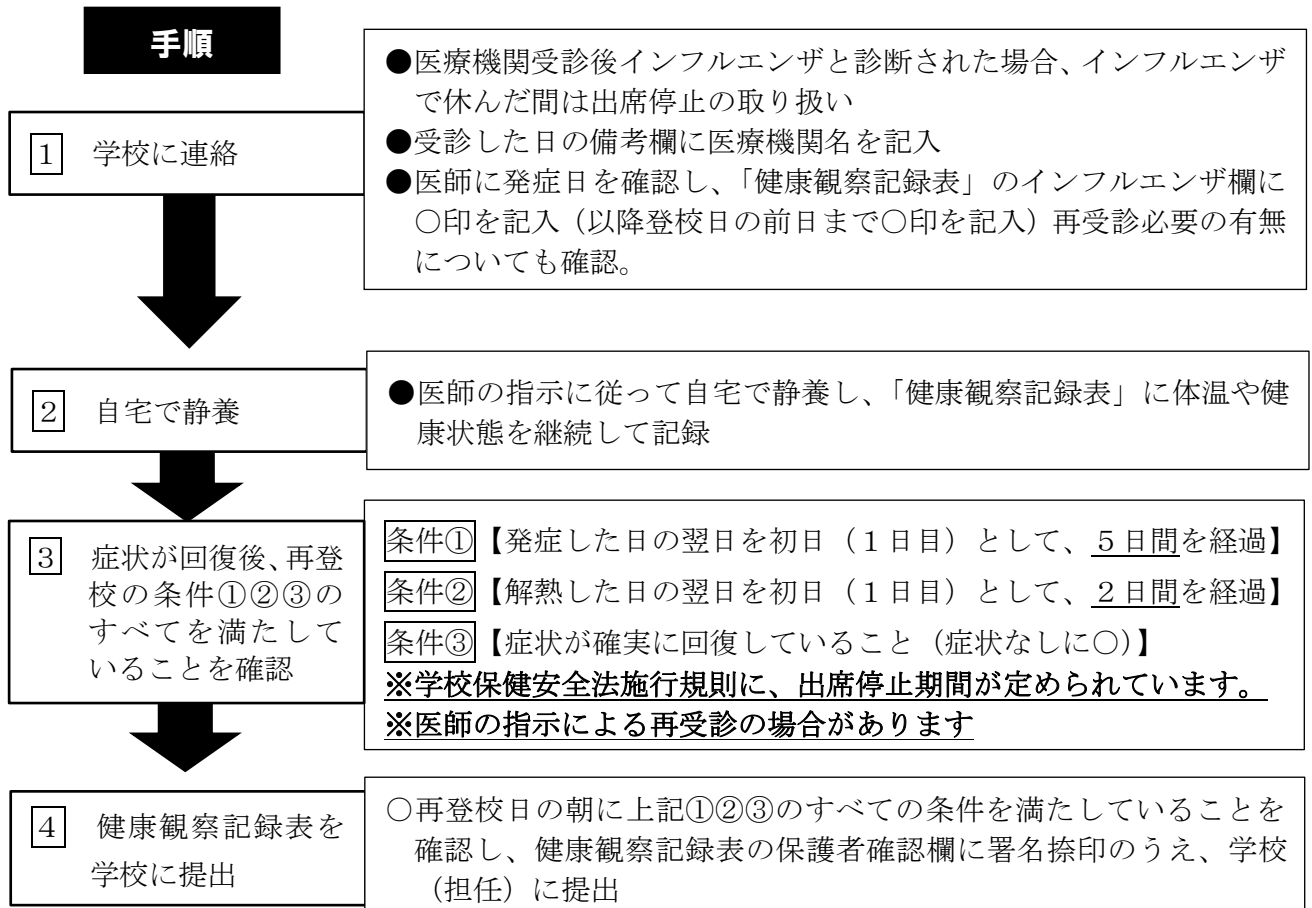 手順
1 学校に連絡
●医療機関受診後インフルエンザと診断された場合、インフルエンザ
で休んだ間は出席停止の取り扱い
●受診した日の備考欄に医療機関名を記入
●医師に発症日を確認し、「健康観察記録表」のインフルエンザ欄に
○印を記入（以降登校日の前日まで○印を記入）再受診必要の有無
についても確認。
2 自宅で静養
●医師の指示に従って自宅で静養し、「健康観察記録表」に体温や健
康状態を継続して記録
3 症状が回復後、再登
校の条件①②③の
すべてを満たして
いることを確認
条件①【発症した日の翌日を初日（１日目）として、５日間を経過】
条件②【解熱した日の翌日を初日（１日目）として、２日間を経過】
条件③【症状が確実に回復していること（症状なしに○）】
※学校保健安全法施行規則に、出席停止期間が定められています。
※医師の指示による再受診の場合があります
4 健康観察記録表を
学校に提出
○再登校日の朝に上記①②③のすべての条件を満たしていることを
確認し、健康観察記録表の保護者確認欄に署名捺印のうえ、学校
（担任）に提出